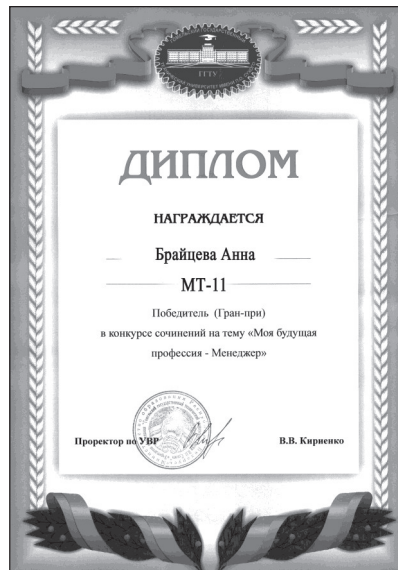 ГГТУ
ДИПЛОМ
НАГРАЖДАЕТСЯ
Брайцева Анна
МТ-11
Победитель (Гран-при)
в конкурсе сочинений на тему «Моя будущая
профессия - Менеджер»
Проректор по УВР
В.В. Кириенко